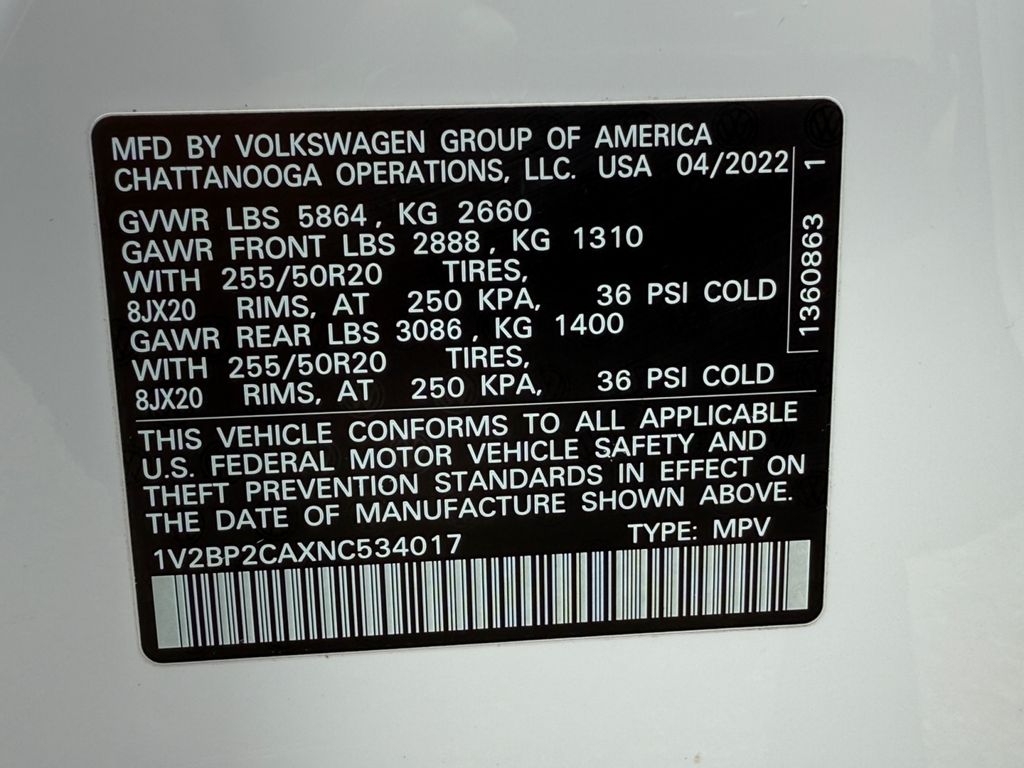 MFD BY VOLKSWAGEN GROUP OF AMERICA
CHATTANOOGA OPERATIONS, LLC. USA 04/2022
GVWR LBS 5864, KG 2660
GAWR FRONT LBS 2888, KG 1310
WITH 255/50R20 TIRES,
8JX20 RIMS, AT 250 KPA, 36 PSI COLD
GAWR REAR LBS 3086, KG 1400
WITH 255/50R20 TIRES,
8JX20 RIMS, AT 250 KPA, 36 PSI COLD
1360863 1
THIS VEHICLE CONFORMS TO ALL APPLICABLE
U.S. FEDERAL MOTOR VEHICLE SAFETY AND
THEFT PREVENTION STANDARDS IN EFFECT ON
THE DATE OF MANUFACTURE SHOWN ABOVE.
1V2BP2CAXNC534017 TYPE: MPV